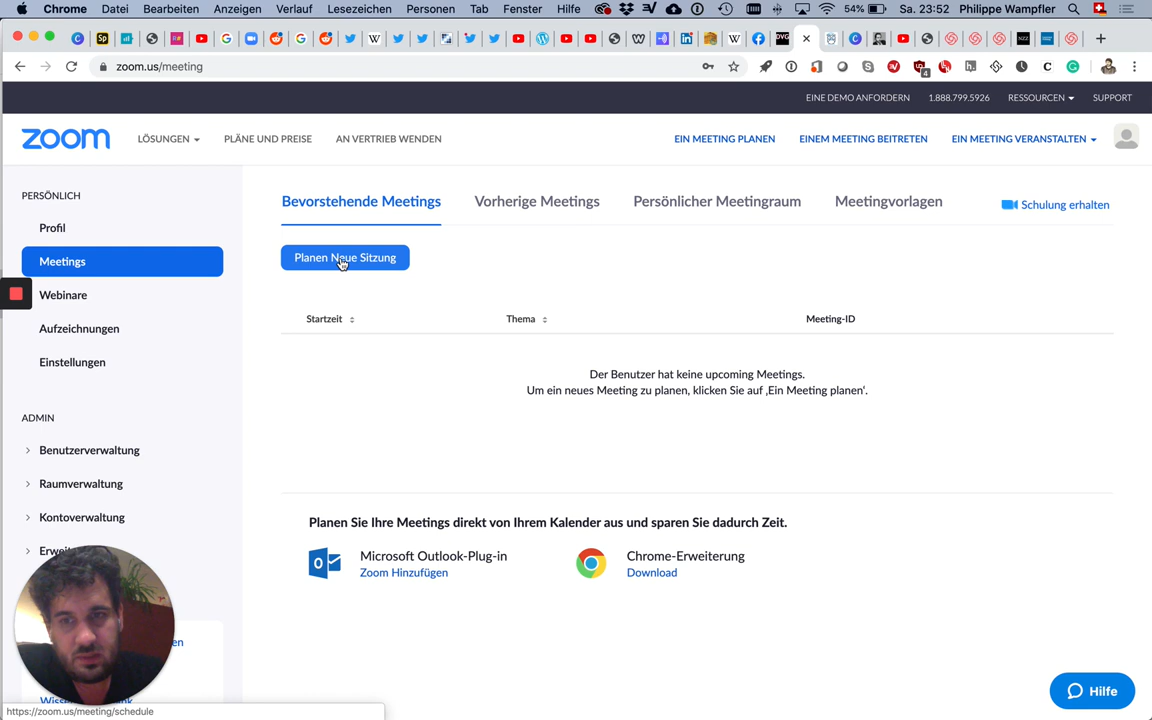 Chrome Datei Bearbeiten Anzeigen Verlauf Lesezeichen Personen Tab Fenster Hilfe 54% Sa. 23:52 Philippe Wampfler
zoom.us/meeting
EINE DEMO ANFORDERN 1.888.799.5926 RESSOURCEN SUPPORT
zoom LÖSUNGEN PLÄNE UND PREISE AN VERTRIEB WENDEN EIN MEETING PLANEN EINEM MEETING BEITRETEN EIN MEETING VERANSTALTEN
PERSÖNLICH
Profil
Meetings
Webinare
Aufzeichnungen
Einstellungen
ADMIN
Benutzerverwaltung
Raumverwaltung
Kontoverwaltung
Bevorstehende Meetings Vorherige Meetings Persönlicher Meetingraum Meetingvorlagen Schulung erhalten
Planen Neue Sitzung
Startzeit Thema Meeting-ID
Der Benutzer hat keine upcoming Meetings.
Um ein neues Meeting zu planen, klicken Sie auf ‚Ein Meeting planen'.
Planen Sie Ihre Meetings direkt von Ihrem Kalender aus und sparen Sie dadurch Zeit.
Microsoft Outlook-Plug-in
Zoom Hinzufügen
Chrome-Erweiterung
Download
Hilfe
https://zoom.us/meeting/schedule